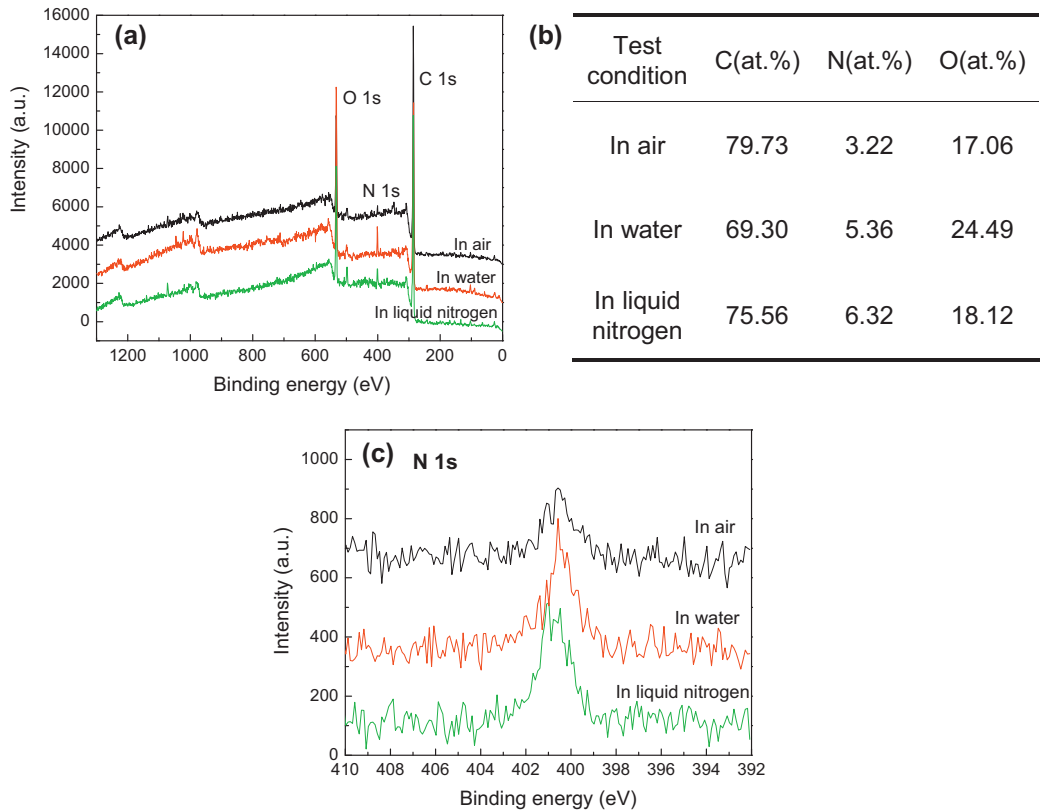 (a)
16000
14000
12000
10000
8000
6000
4000
2000
0
Intensity (a.u.)
C 1s
O 1s
N 1s
In air
In water
In liquid nitrogen
1200 1000 800 600 400 200 0
Binding energy (eV)
(b)
Test condition C(at.%) N(at.%) O(at.%)
In air 79.73 3.22 17.06
In water 69.30 5.36 24.49
In liquid nitrogen 75.56 6.32 18.12
(c) N 1s
1000
800
600
400
200
0
Intensity (a.u.)
In air
In water
In liquid nitrogen
410 408 406 404 402 400 398 396 394 392
Binding energy (eV)